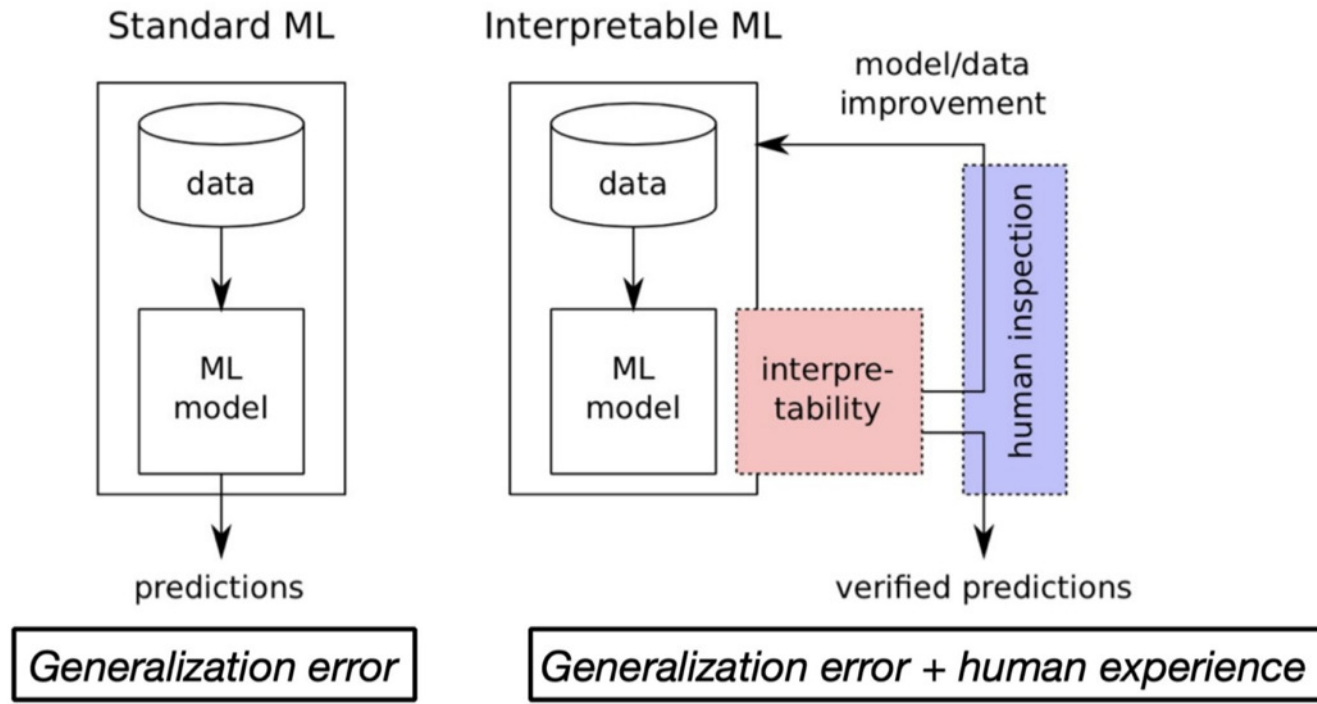 Standard ML
data
ML
model
predictions
Generalization error
Interpretable ML
model/data
improvement
data
ML
model
interpre-
tability
human inspection
verified predictions
Generalization error + human experience